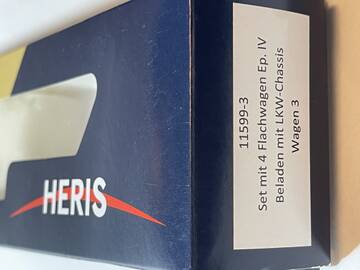 HERIS
11599-3
Set mit 4 Flachwagen Ep. IV
Beladen mit LKW-Chassis
Wagen 3